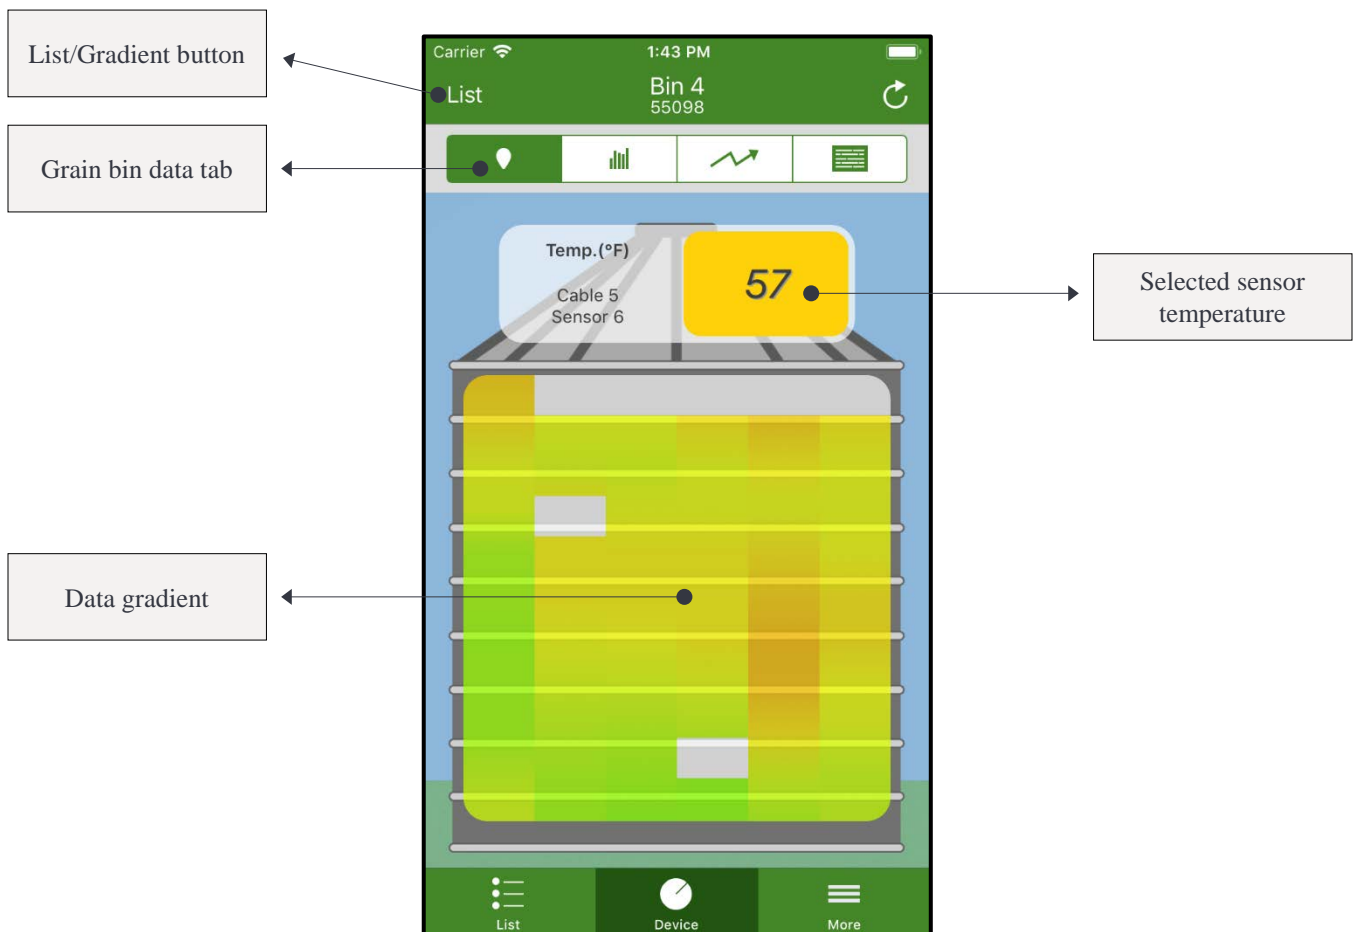 List/Gradient button
Grain bin data tab
Data gradient
Carrier
1:43 PM
List
Bin 4
55098
Temp.(°F)
Cable 5
Sensor 6
57
List
Device
More
Selected sensor
temperature